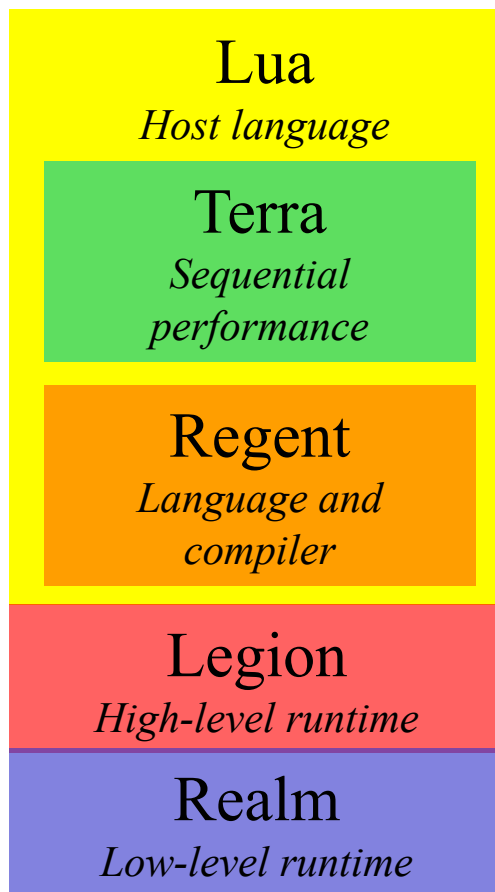 Lua
Host language
Terra
Sequential
performance
Regent
Language and
compiler
Legion
High-level runtime
Realm
Low-level runtime